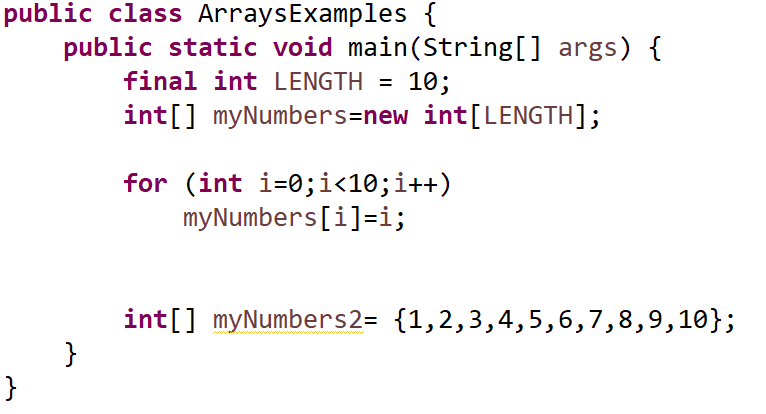 public class ArraysExamples {
    public static void main(String[] args) {
        final int LENGTH = 10;
        int[] myNumbers=new int[LENGTH];
        for (int i=0;i<10;i++)
            myNumbers[i]=i;
        int[] myNumbers2= {1,2,3,4,5,6,7,8,9,10};
    }
}